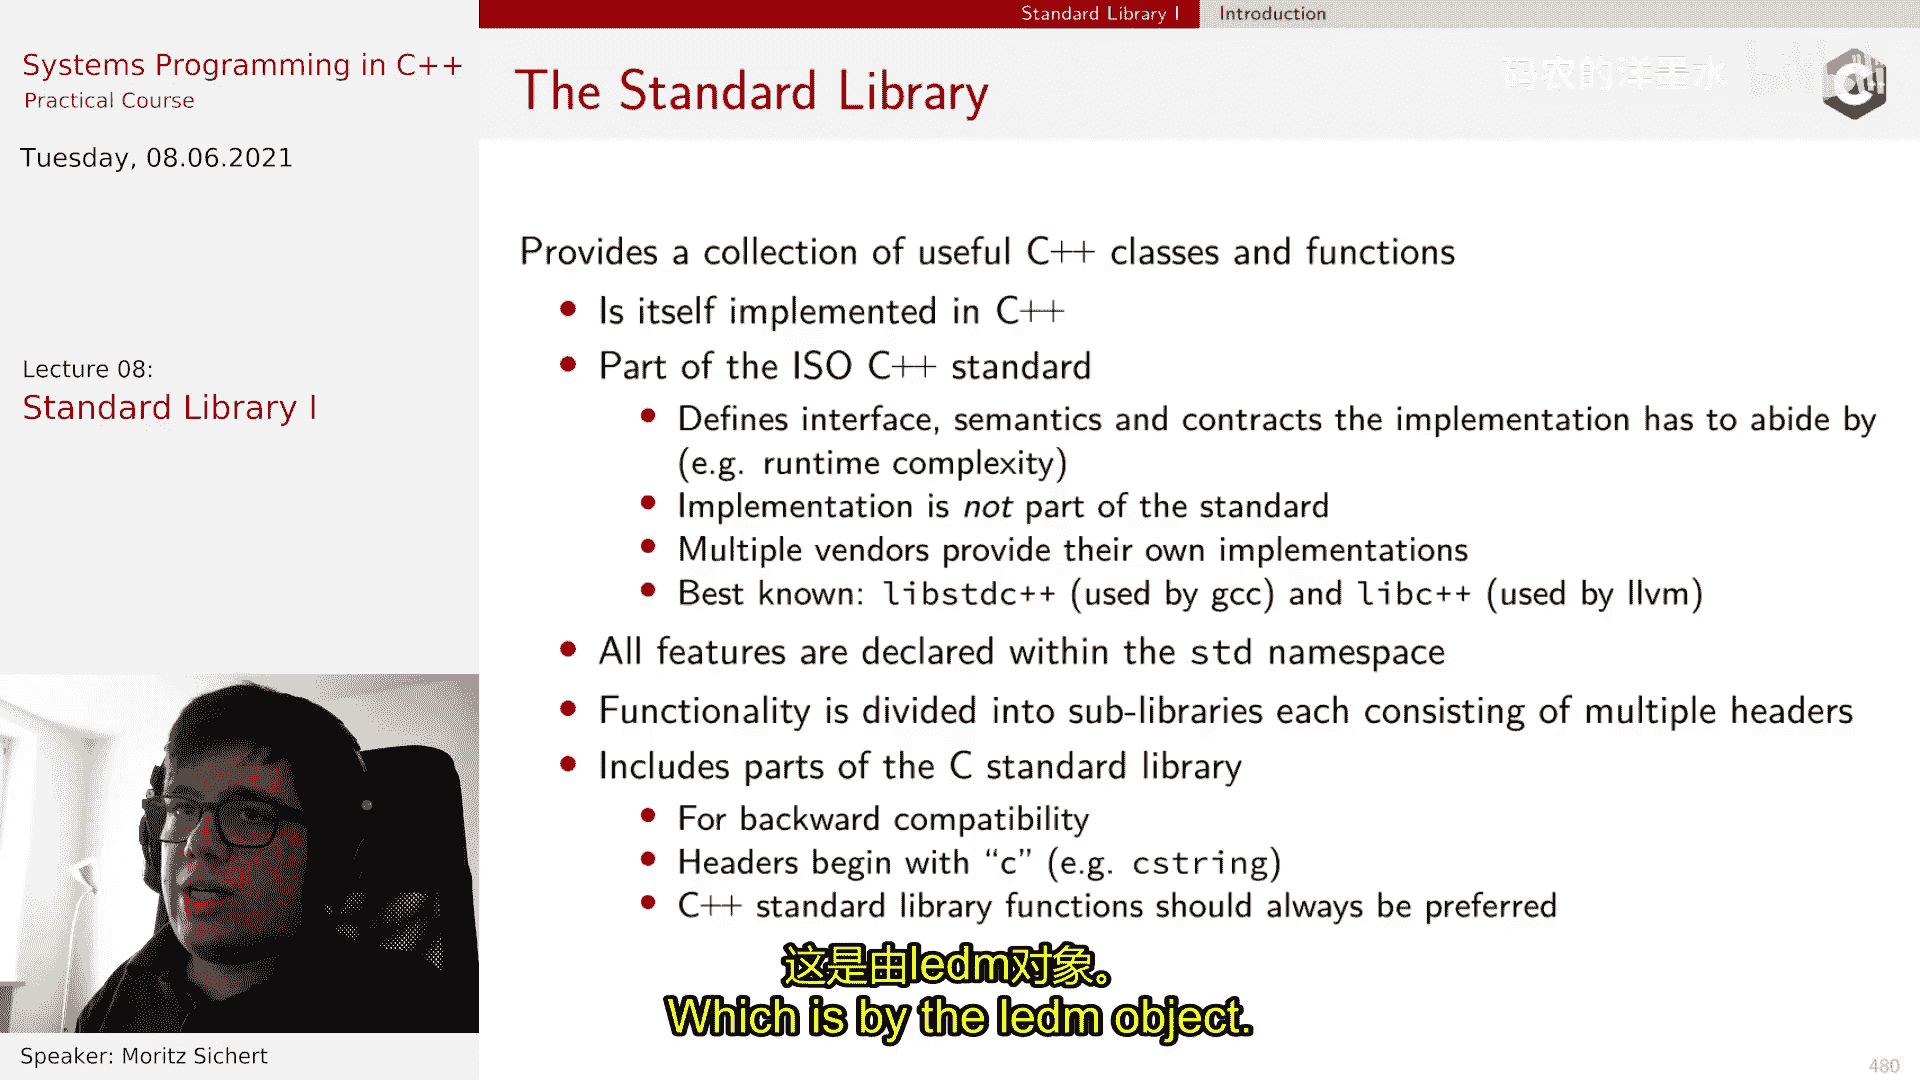 Standard Library I
Introduction
Systems Programming in C++
Practical Course
Tuesday, 08.06.2021
Lecture 08:
Standard Library I
The Standard Library
码农的洋墨水
Provides a collection of useful C++ classes and functions
• Is itself implemented in C++
• Part of the ISO C++ standard
• Defines interface, semantics and contracts the implementation has to abide by
(e.g. runtime complexity)
• Implementation is not part of the standard
• Multiple vendors provide their own implementations
• Best known: libstdc++ (used by gcc) and libc++ (used by llvm)
• All features are declared within the std namespace
• Functionality is divided into sub-libraries each consisting of multiple headers
• Includes parts of the C standard library
• For backward compatibility
• Headers begin with “c” (e.g. cstring)
• C++ standard library functions should always be preferred
这是由ledm对象。
Which is by the ledm object.
Speaker: Moritz Sichert
480